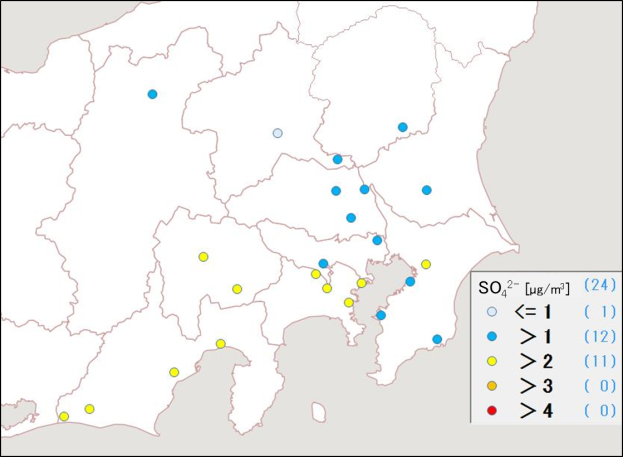 SO₄²⁻ [μg/m³] (24)
<= 1 ( 1)
> 1 (12)
> 2 (11)
> 3 ( 0)
> 4 ( 0)